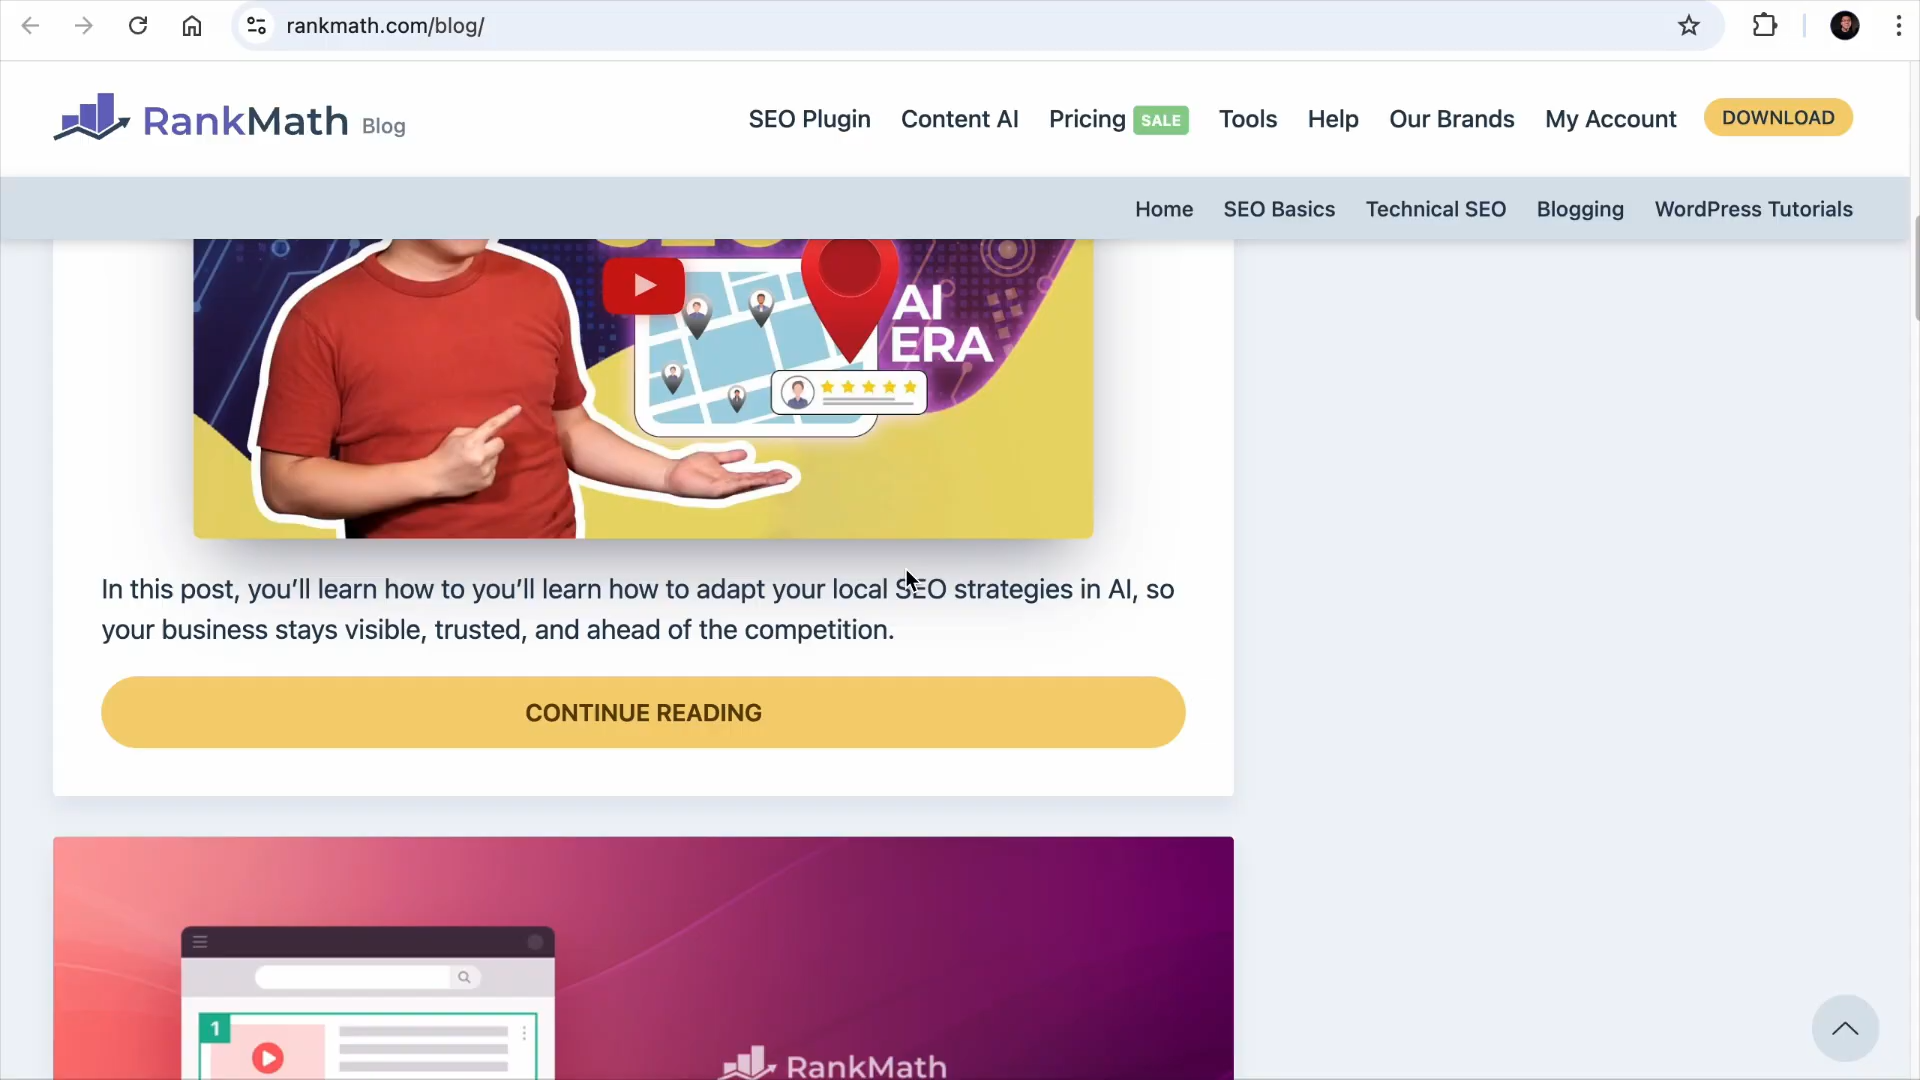 rankmath.com/blog/
RankMath Blog
SEO Plugin Content AI Pricing SALE Tools Help Our Brands My Account DOWNLOAD
Home SEO Basics Technical SEO Blogging WordPress Tutorials
AI
ERA
In this post, you’ll learn how to you’ll learn how to adapt your local SEO strategies in AI, so
your business stays visible, trusted, and ahead of the competition.
CONTINUE READING
1
RankMath